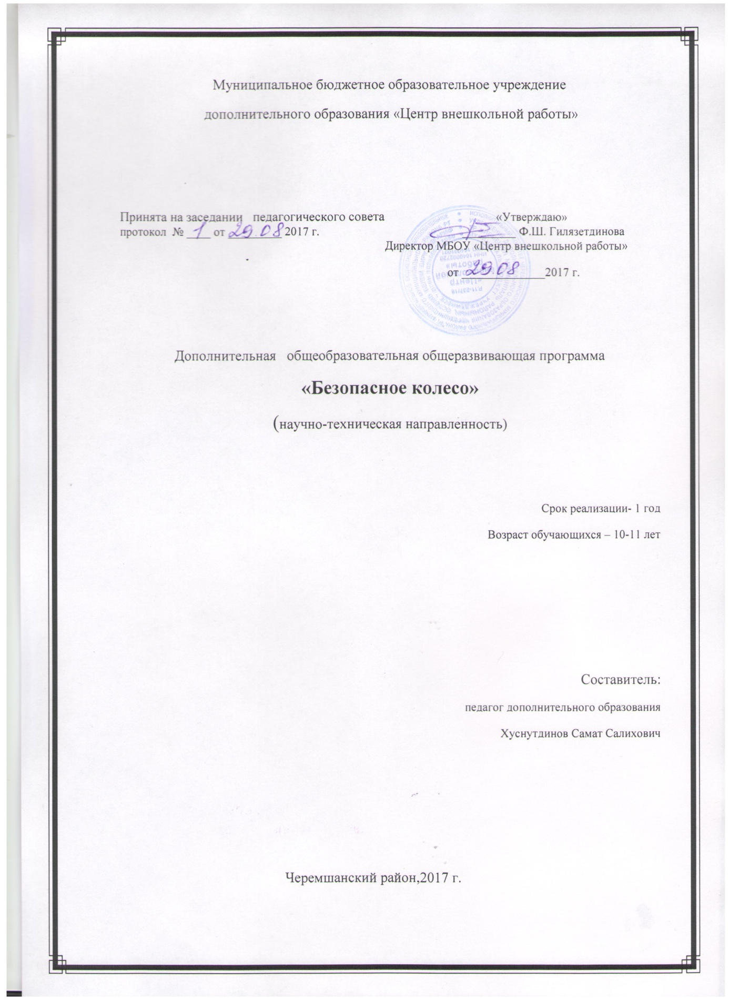 Муниципальное бюджетное образовательное учреждение
дополнительного образования «Центр внешкольной работы»
Принята на заседании педагогического совета
протокол № 1 от 29.08 2017 г.
«Утверждаю»
Ф.Ш. Гилязетдинова
Директор МБОУ «Центр внешкольной работы»
от 29.08 2017 г.
Дополнительная общеобразовательная общеразвивающая программа
«Безопасное колесо»
(научно-техническая направленность)
Срок реализации- 1 год
Возраст обучающихся – 10-11 лет
Составитель:
педагог дополнительного образования
Хуснутдинов Самат Салихович
Черемшанский район,2017 г.